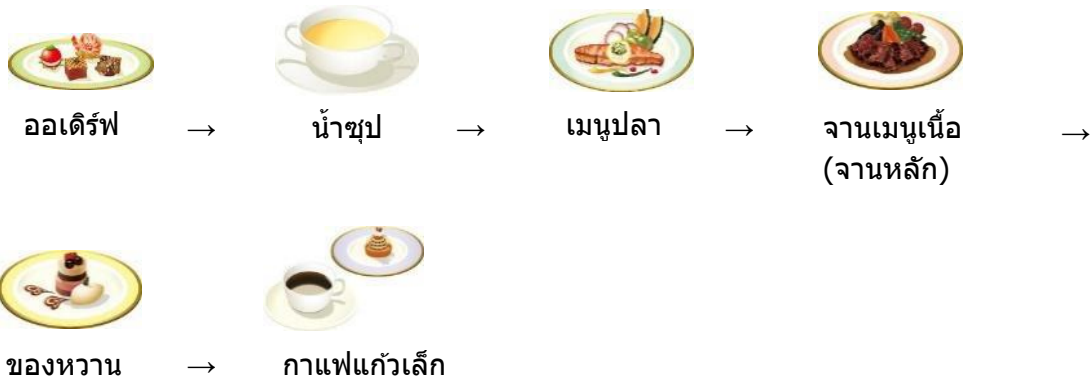 ออเดิร์ฟ → น้ำซุป → เมนูปลา → จานเมนูเนื้อ →
(จานหลัก)
ของหวาน → กาแฟแก้วเล็ก